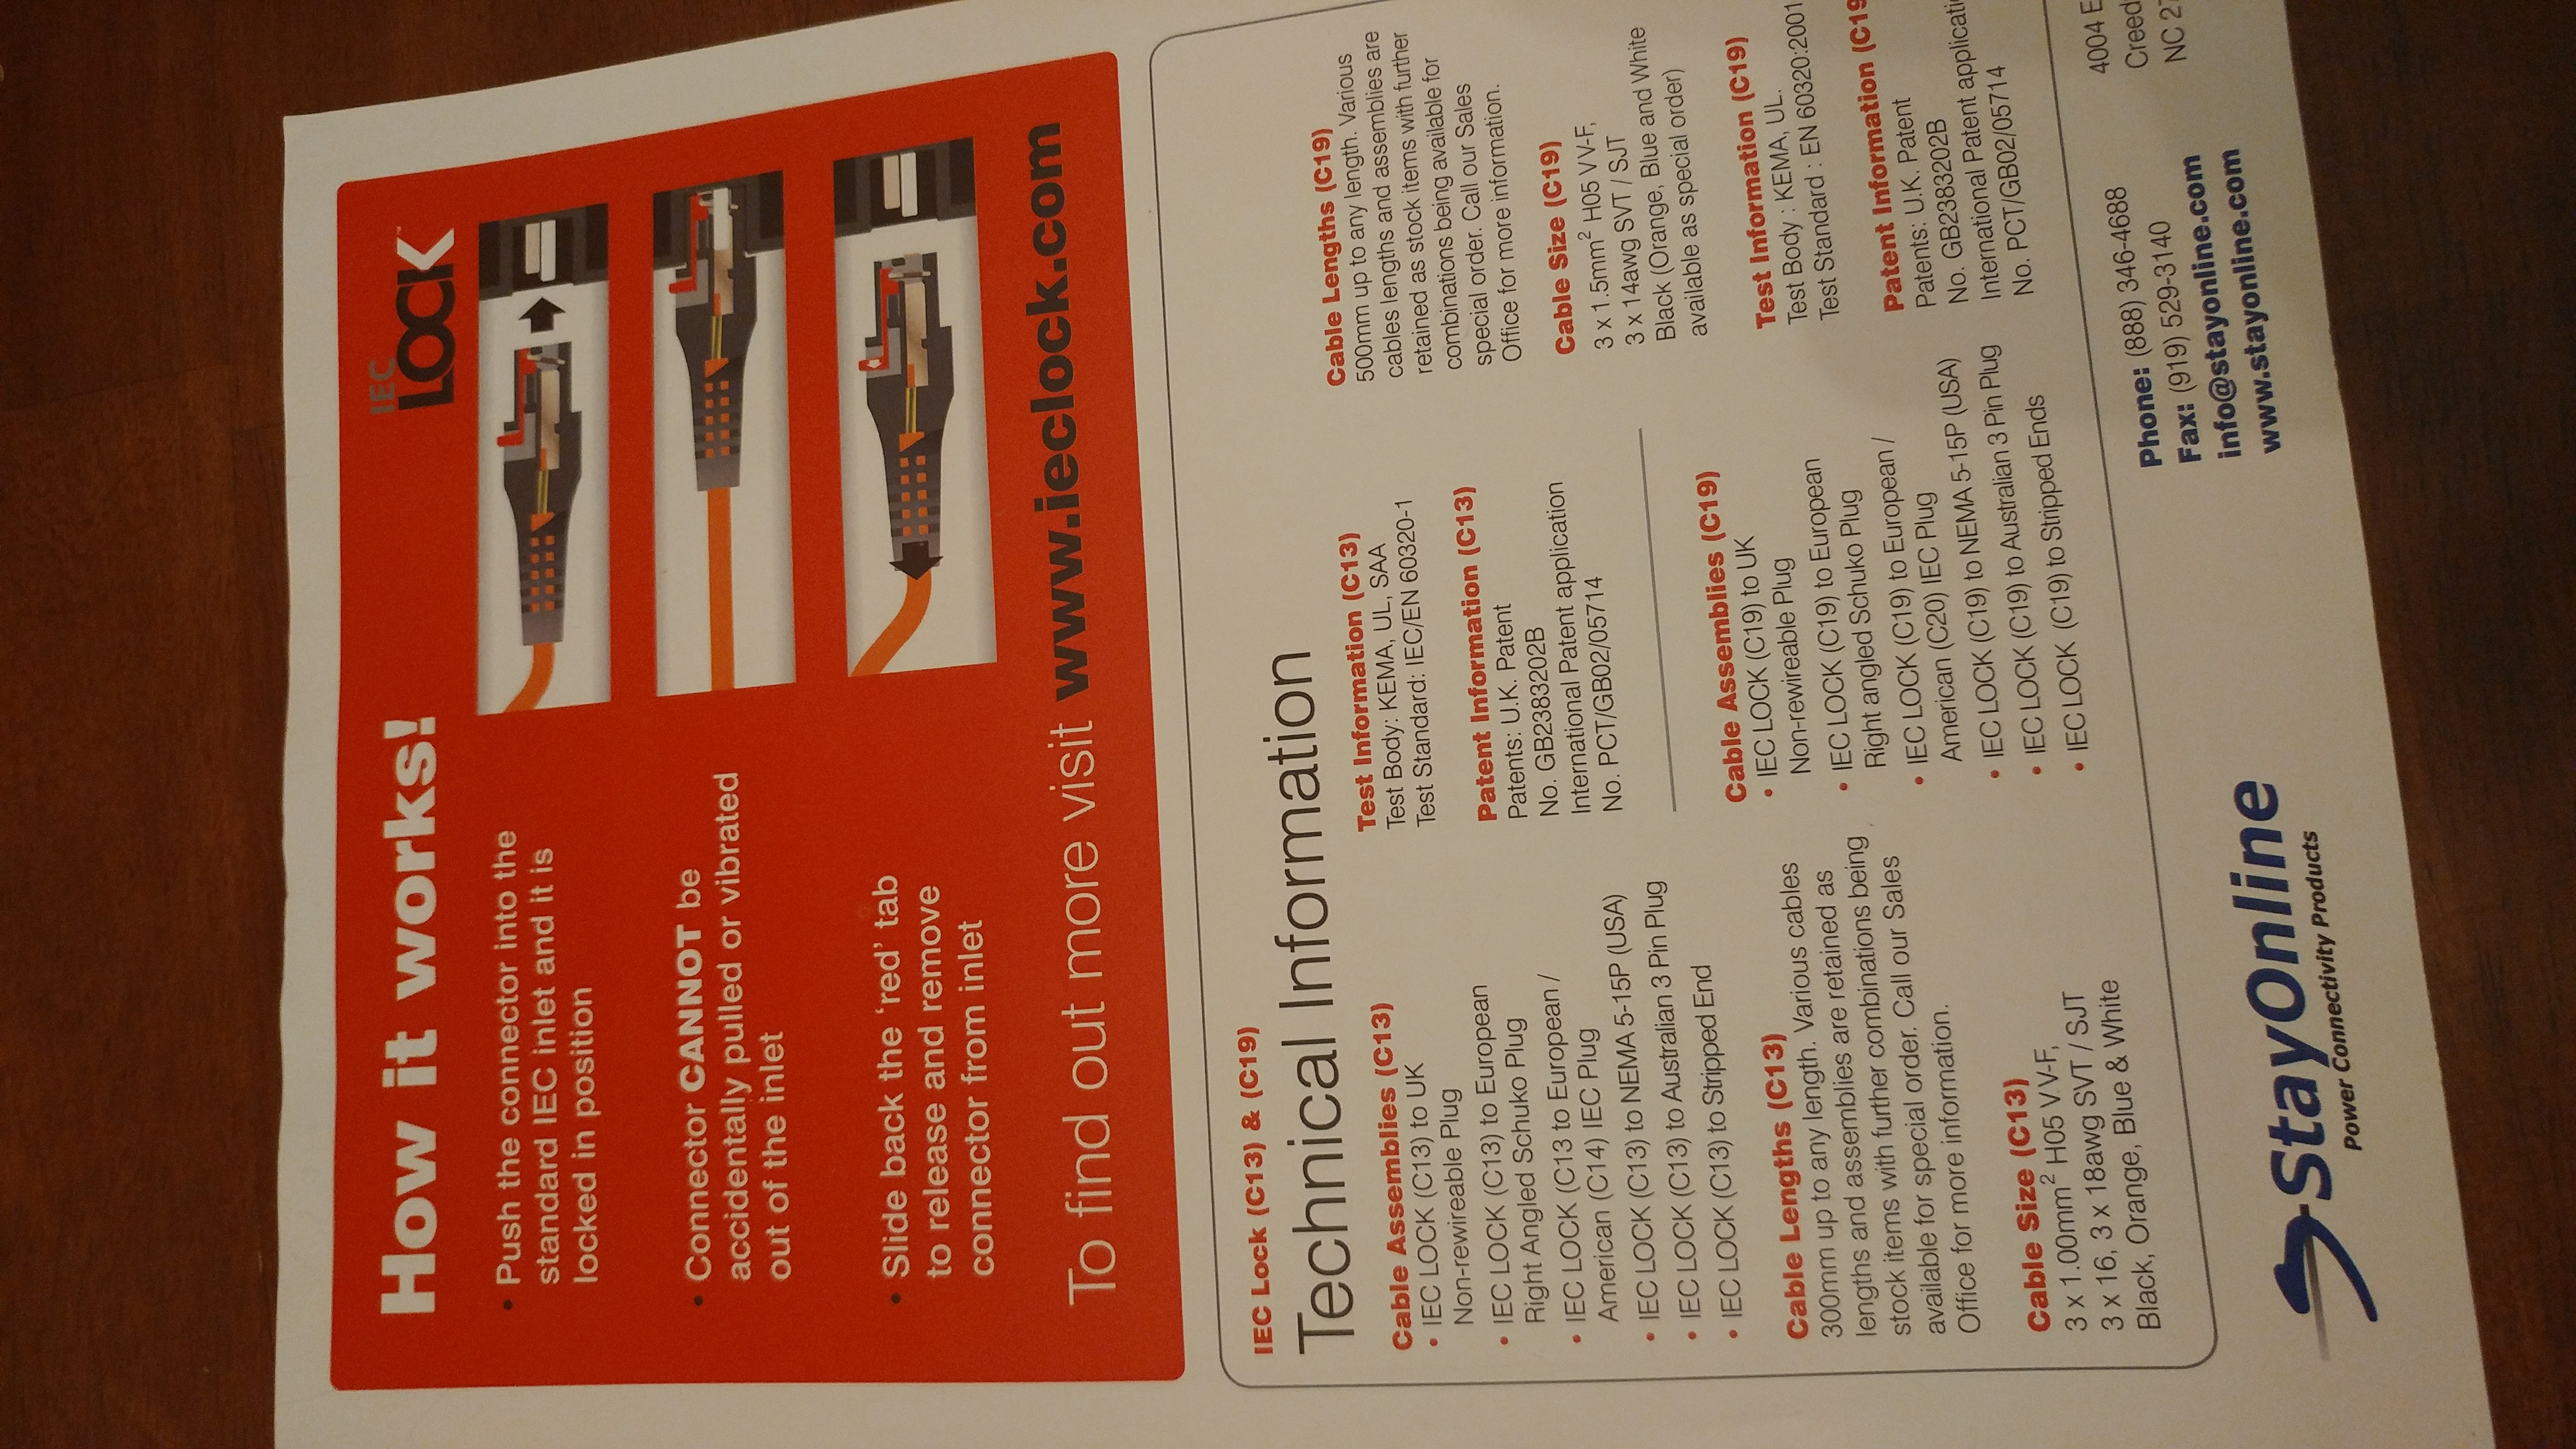 How it works!
IEC
LOCK™
• Push the connector into the
standard IEC inlet and it is
locked in position
• Connector CANNOT be
accidentally pulled or vibrated
out of the inlet
• Slide back the ‘red’ tab
to release and remove
connector from inlet
To find out more visit www.ieclock.com
IEC Lock (C13) & (C19)
Technical Information
Cable Assemblies (C13)
• IEC LOCK (C13) to UK
Non-rewireable Plug
• IEC LOCK (C13) to European
Right Angled Schuko Plug
• IEC LOCK (C13 to European /
American (C14) IEC Plug
• IEC LOCK (C13) to NEMA 5-15P (USA)
• IEC LOCK (C13) to Australian 3 Pin Plug
• IEC LOCK (C13) to Stripped End
Cable Lengths (C13)
300mm up to any length. Various cables
lengths and assemblies are retained as
stock items with further combinations being
available for special order. Call our Sales
Office for more information.
Cable Size (C13)
3 x 1.00mm² H05 VV-F,
3 x 16, 3 x 18awg SVT / SJT
Black, Orange, Blue & White
Test Information (C13)
Test Body: KEMA, UL, SAA
Test Standard: IEC/EN 60320-1
Patent Information (C13)
Patents: U.K. Patent
No. GB2383202B
International Patent application
No. PCT/GB02/05714
Cable Assemblies (C19)
• IEC LOCK (C19) to UK
Non-rewireable Plug
• IEC LOCK (C19) to European
Right angled Schuko Plug
• IEC LOCK (C19) to European /
American (C20) IEC Plug
• IEC LOCK (C19) to NEMA 5-15P (USA)
• IEC LOCK (C19) to Australian 3 Pin Plug
• IEC LOCK (C19) to Stripped Ends
Cable Lengths (C19)
500mm up to any length. Various
cables lengths and assemblies are
retained as stock items with further
combinations being available for
special order. Call our Sales
Office for more information.
Cable Size (C19)
3 x 1.5mm² H05 VV-F,
3 x 14awg SVT / SJT
Black (Orange, Blue and White
available as special order)
Test Information (C19)
Test Body : KEMA, UL.
Test Standard : EN 60320:2001
Patent Information (C19
Patents: U.K. Patent
No. GB2383202B
International Patent applicati
No. PCT/GB02/05714
StayOnline
Power Connectivity Products
Phone: (888) 346-4688
Fax: (919) 529-3140
info@stayonline.com
www.stayonline.com
4004 E
Creed
NC 27